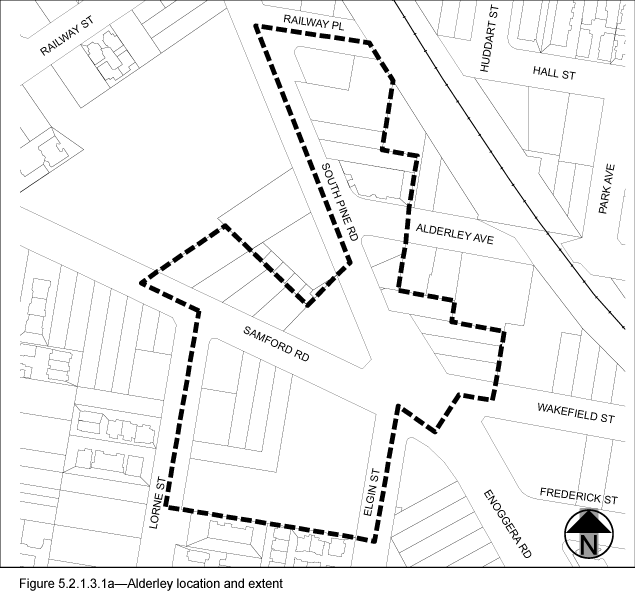 RAILWAY ST
RAILWAY PL
HUDDART ST
HALL ST
PARK AVE
SOUTH PINE RD
ALDERLEY AVE
SAMFORD RD
WAKEFIELD ST
LORNE ST
ELGIN ST
ENOGGERA RD
FREDERICK ST
N
Figure 5.2.1.3.1a—Alderley location and extent